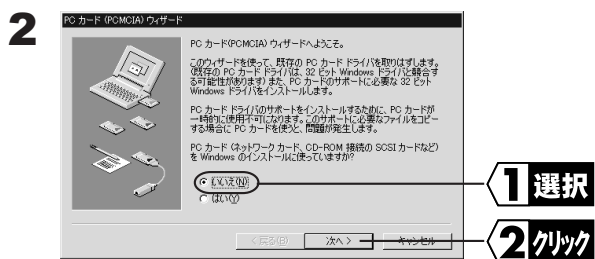 2
PC カード (PCMCIA) ウィザード
PC カード(PCMCIA) ウィザードへようこそ。
このウィザードを使って、既存の PC カード ドライバを取りはずします。
(既存の PC カード ドライバは、32 ビット Windows ドライバと競合す
る可能性があります) また、PC カードのサポートに必要な 32 ビット
Windows ドライバをインストールします。
PC カード ドライバのサポートをインストールするために、PC カードが
一時的に使用不可になります。このサポートに必要なファイルをコピー
する場合に PC カードを使うと、問題が発生します。
PC カード (ネットワーク カード、CD-ROM 接続の SCSI カードなど)
を Windows のインストールに使っていますか?
いいえ(N)
はい(Y)
1 選択
< 戻る(B)
次へ >
キャンセル
2 クリック